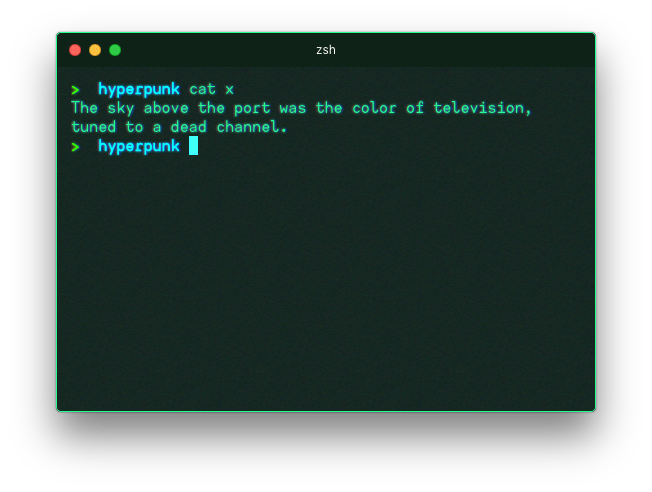 zsh
> hyperpunk cat x
The sky above the port was the color of television,
tuned to a dead channel.
> hyperpunk